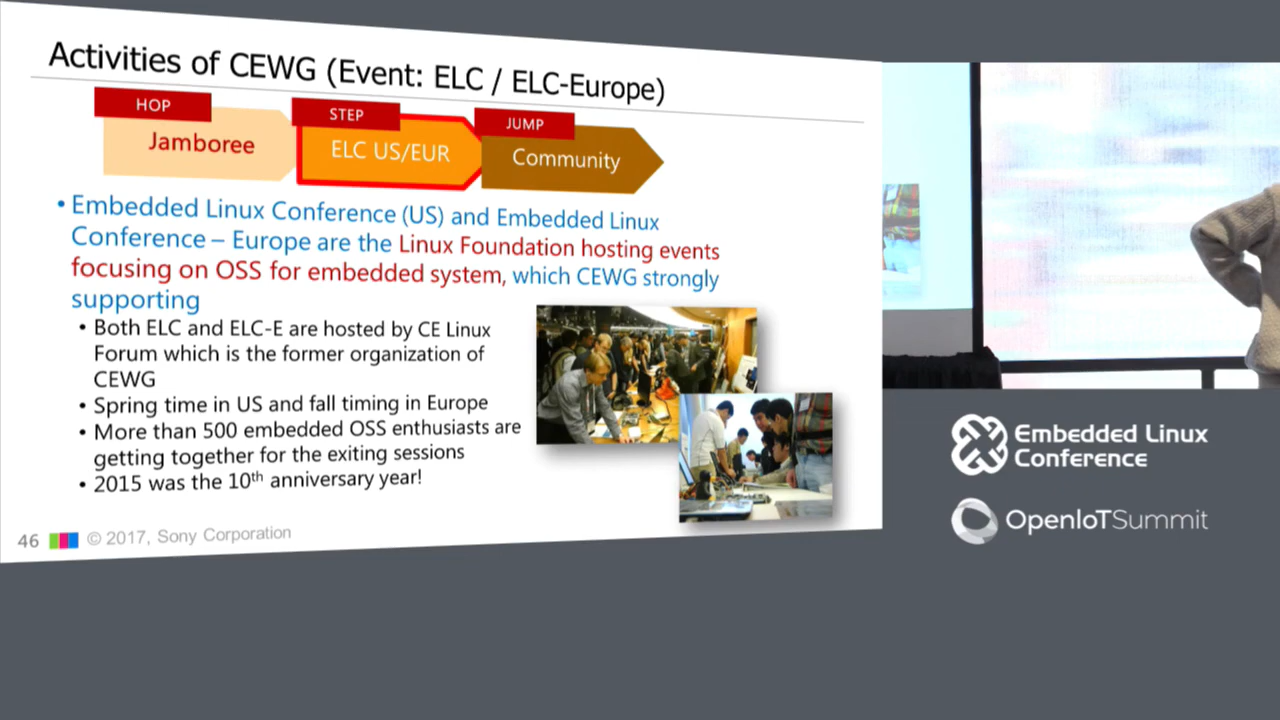 Activities of CEWG (Event: ELC / ELC-Europe)
HOP
STEP
JUMP
Jamboree
ELC US/EUR
Community
• Embedded Linux Conference (US) and Embedded Linux
Conference – Europe are the Linux Foundation hosting events
focusing on OSS for embedded system, which CEWG strongly
supporting
• Both ELC and ELC-E are hosted by CE Linux
Forum which is the former organization of
CEWG
• Spring time in US and fall timing in Europe
• More than 500 embedded OSS enthusiasts are
getting together for the exiting sessions
• 2015 was the 10th anniversary year!
46 © 2017, Sony Corporation
Embedded Linux
Conference
OpenIoTSummit